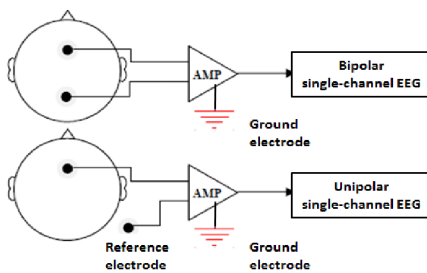 AMP
Bipolar
single-channel EEG
Ground
electrode
AMP
Unipolar
single-channel EEG
Reference
electrode
Ground
electrode